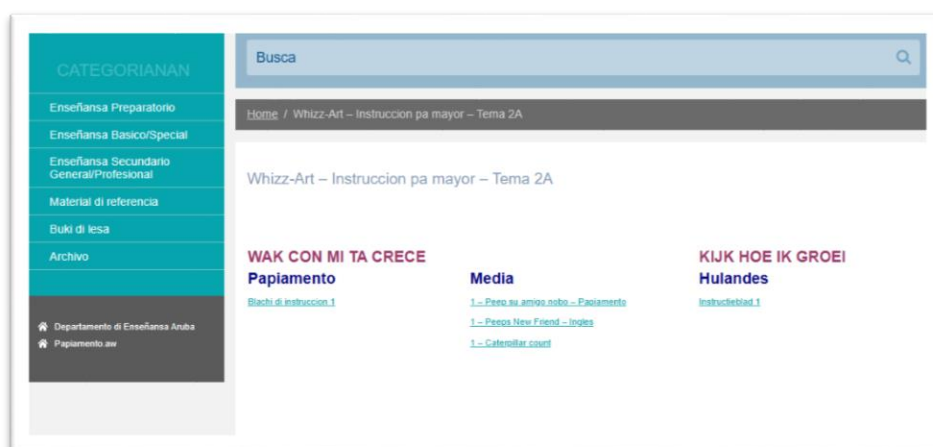 CATEGORIANAN
Enseñansa Preparatorio
Enseñansa Basico/Special
Enseñansa Secundario
General/Profesional
Material di referencia
Buki di lesa
Archivo
Departamento di Enseñansa Aruba
Papiamento.aw
Busca
Home / Whizz-Art – Instruccion pa mayor – Tema 2A
Whizz-Art – Instruccion pa mayor – Tema 2A
WAK CON MI TA CRECE
Papiamento
Blachi di instruccion 1
Media
1 – Peep su amigo nobo – Papiamento
1 – Peeps New Friend – Ingles
1 – Caterpillar count
KIJK HOE IK GROEI
Hulandes
Instructieblad 1